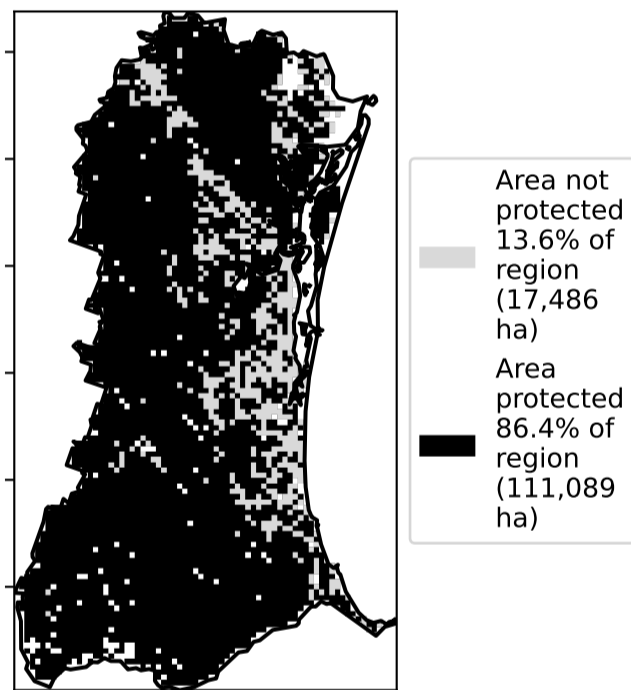 Area not
protected
13.6% of
region
(17,486
ha)
Area
protected
86.4% of
region
(111,089
ha)